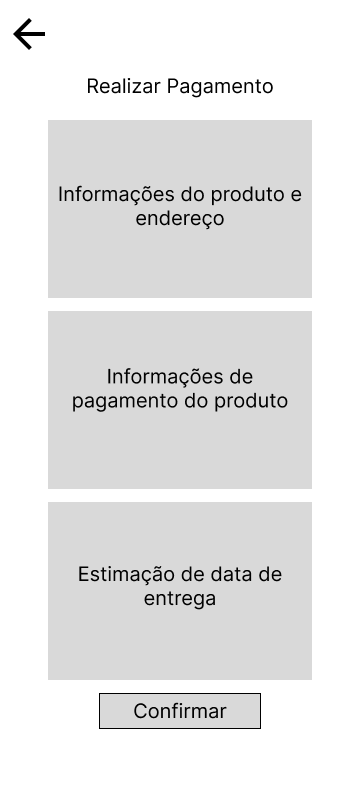 Realizar Pagamento
Informações do produto e
endereço
Informações de
pagamento do produto
Estimação de data de
entrega
Confirmar